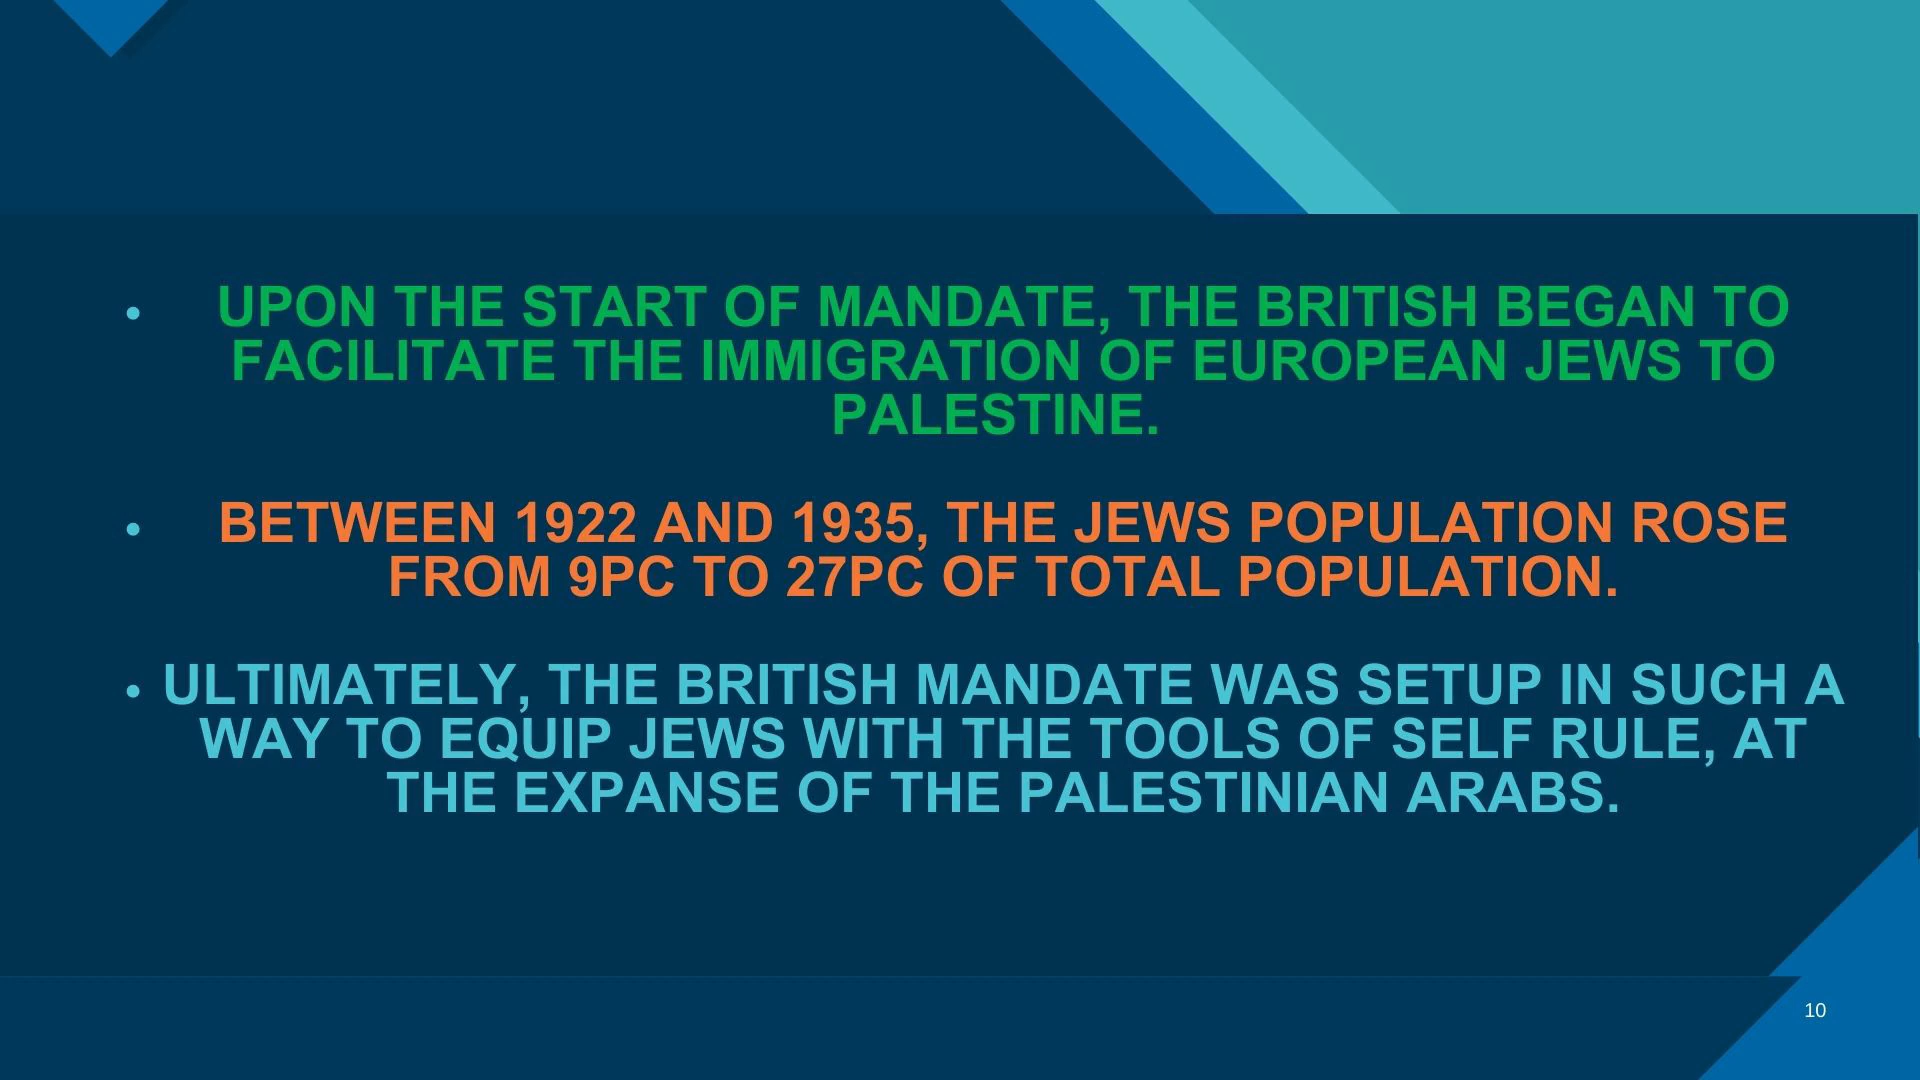 • UPON THE START OF MANDATE, THE BRITISH BEGAN TO
FACILITATE THE IMMIGRATION OF EUROPEAN JEWS TO
PALESTINE.
• BETWEEN 1922 AND 1935, THE JEWS POPULATION ROSE
FROM 9PC TO 27PC OF TOTAL POPULATION.
• ULTIMATELY, THE BRITISH MANDATE WAS SETUP IN SUCH A
WAY TO EQUIP JEWS WITH THE TOOLS OF SELF RULE, AT
THE EXPANSE OF THE PALESTINIAN ARABS.
10